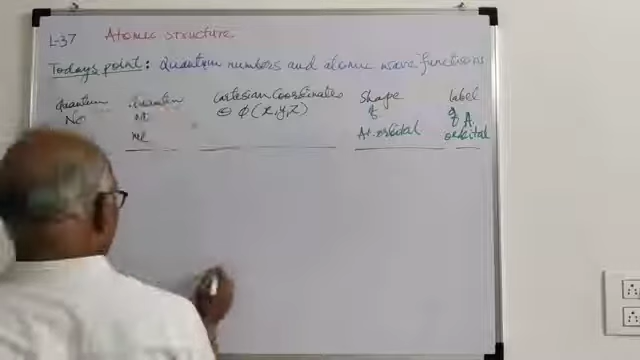 L-37 Atomic structure
Todays point: Quantum numbers and atomic wave functions
Quantum Cartesian Coordinates Shape Label
No ϕ(x,y,z) of of A.
At. orbital orbital